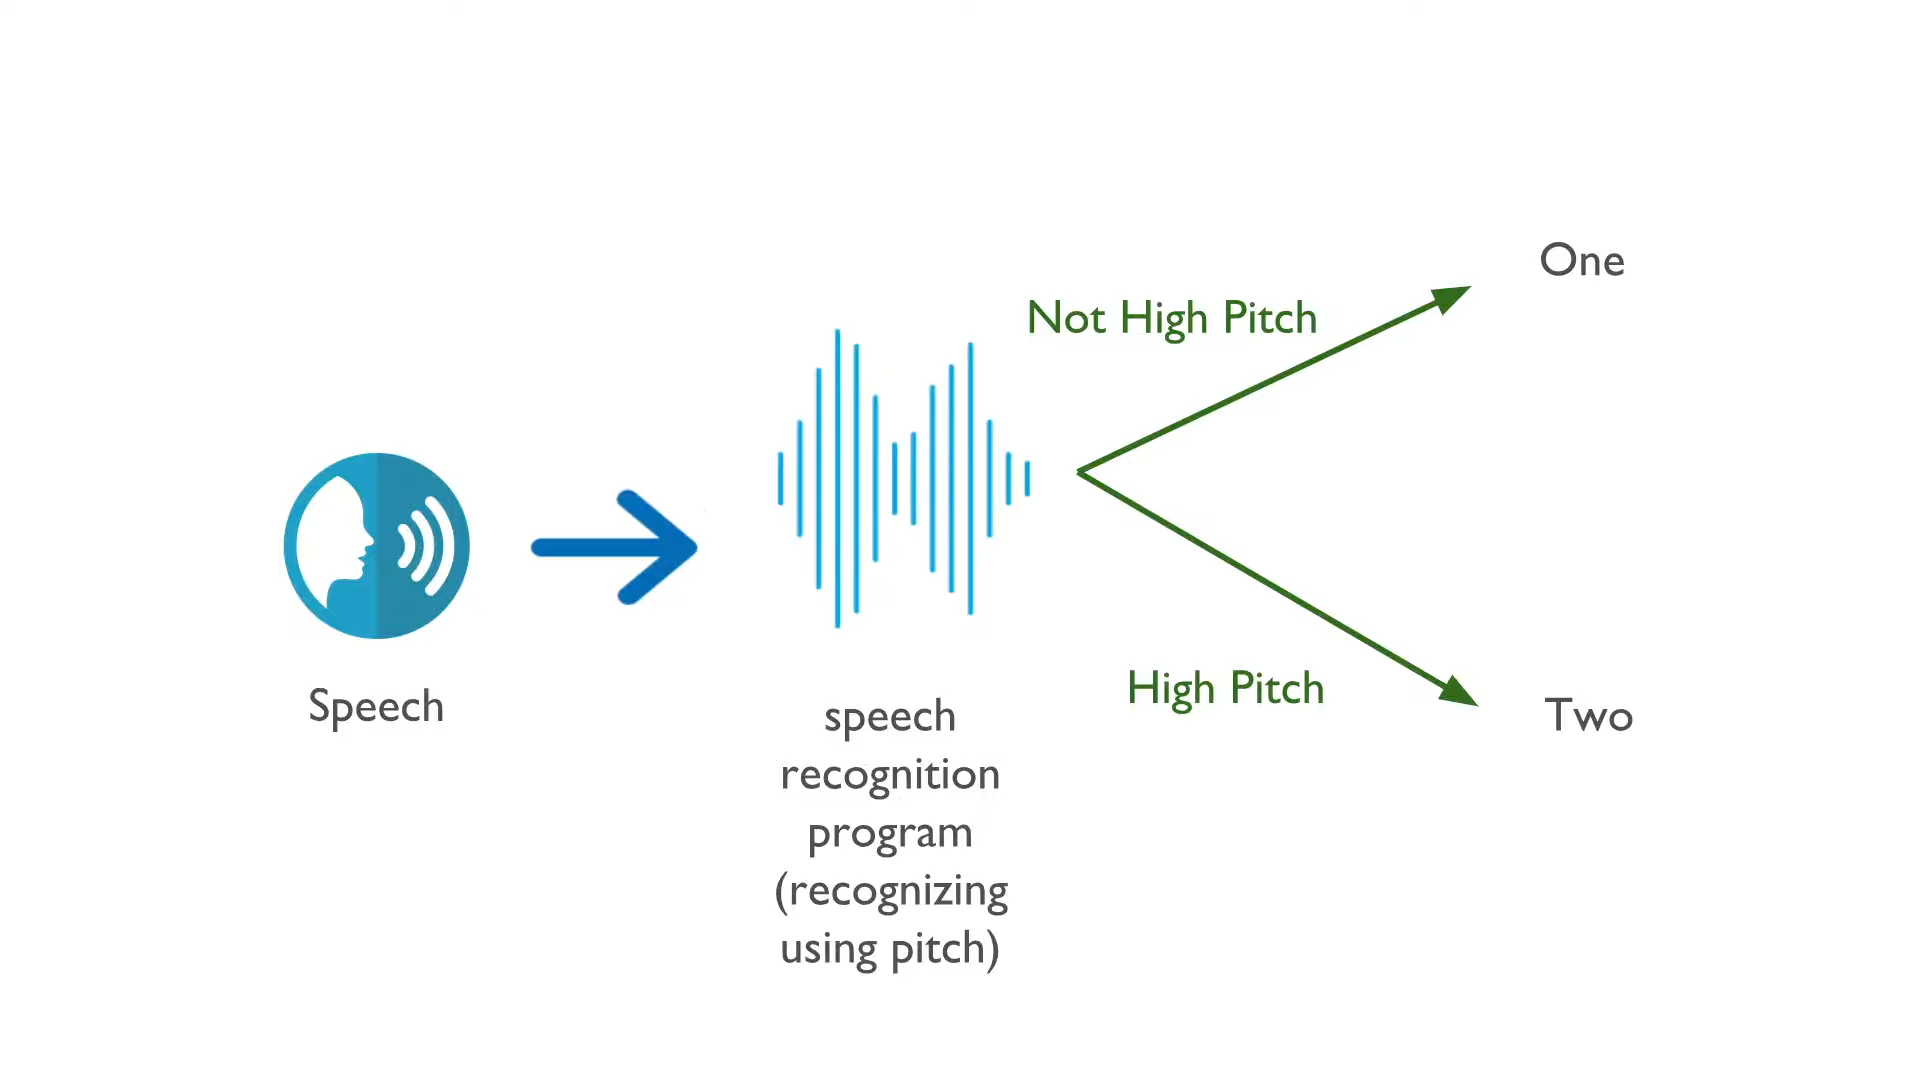 One
Not High Pitch
High Pitch
Two
Speech
speech
recognition
program
(recognizing
using pitch)